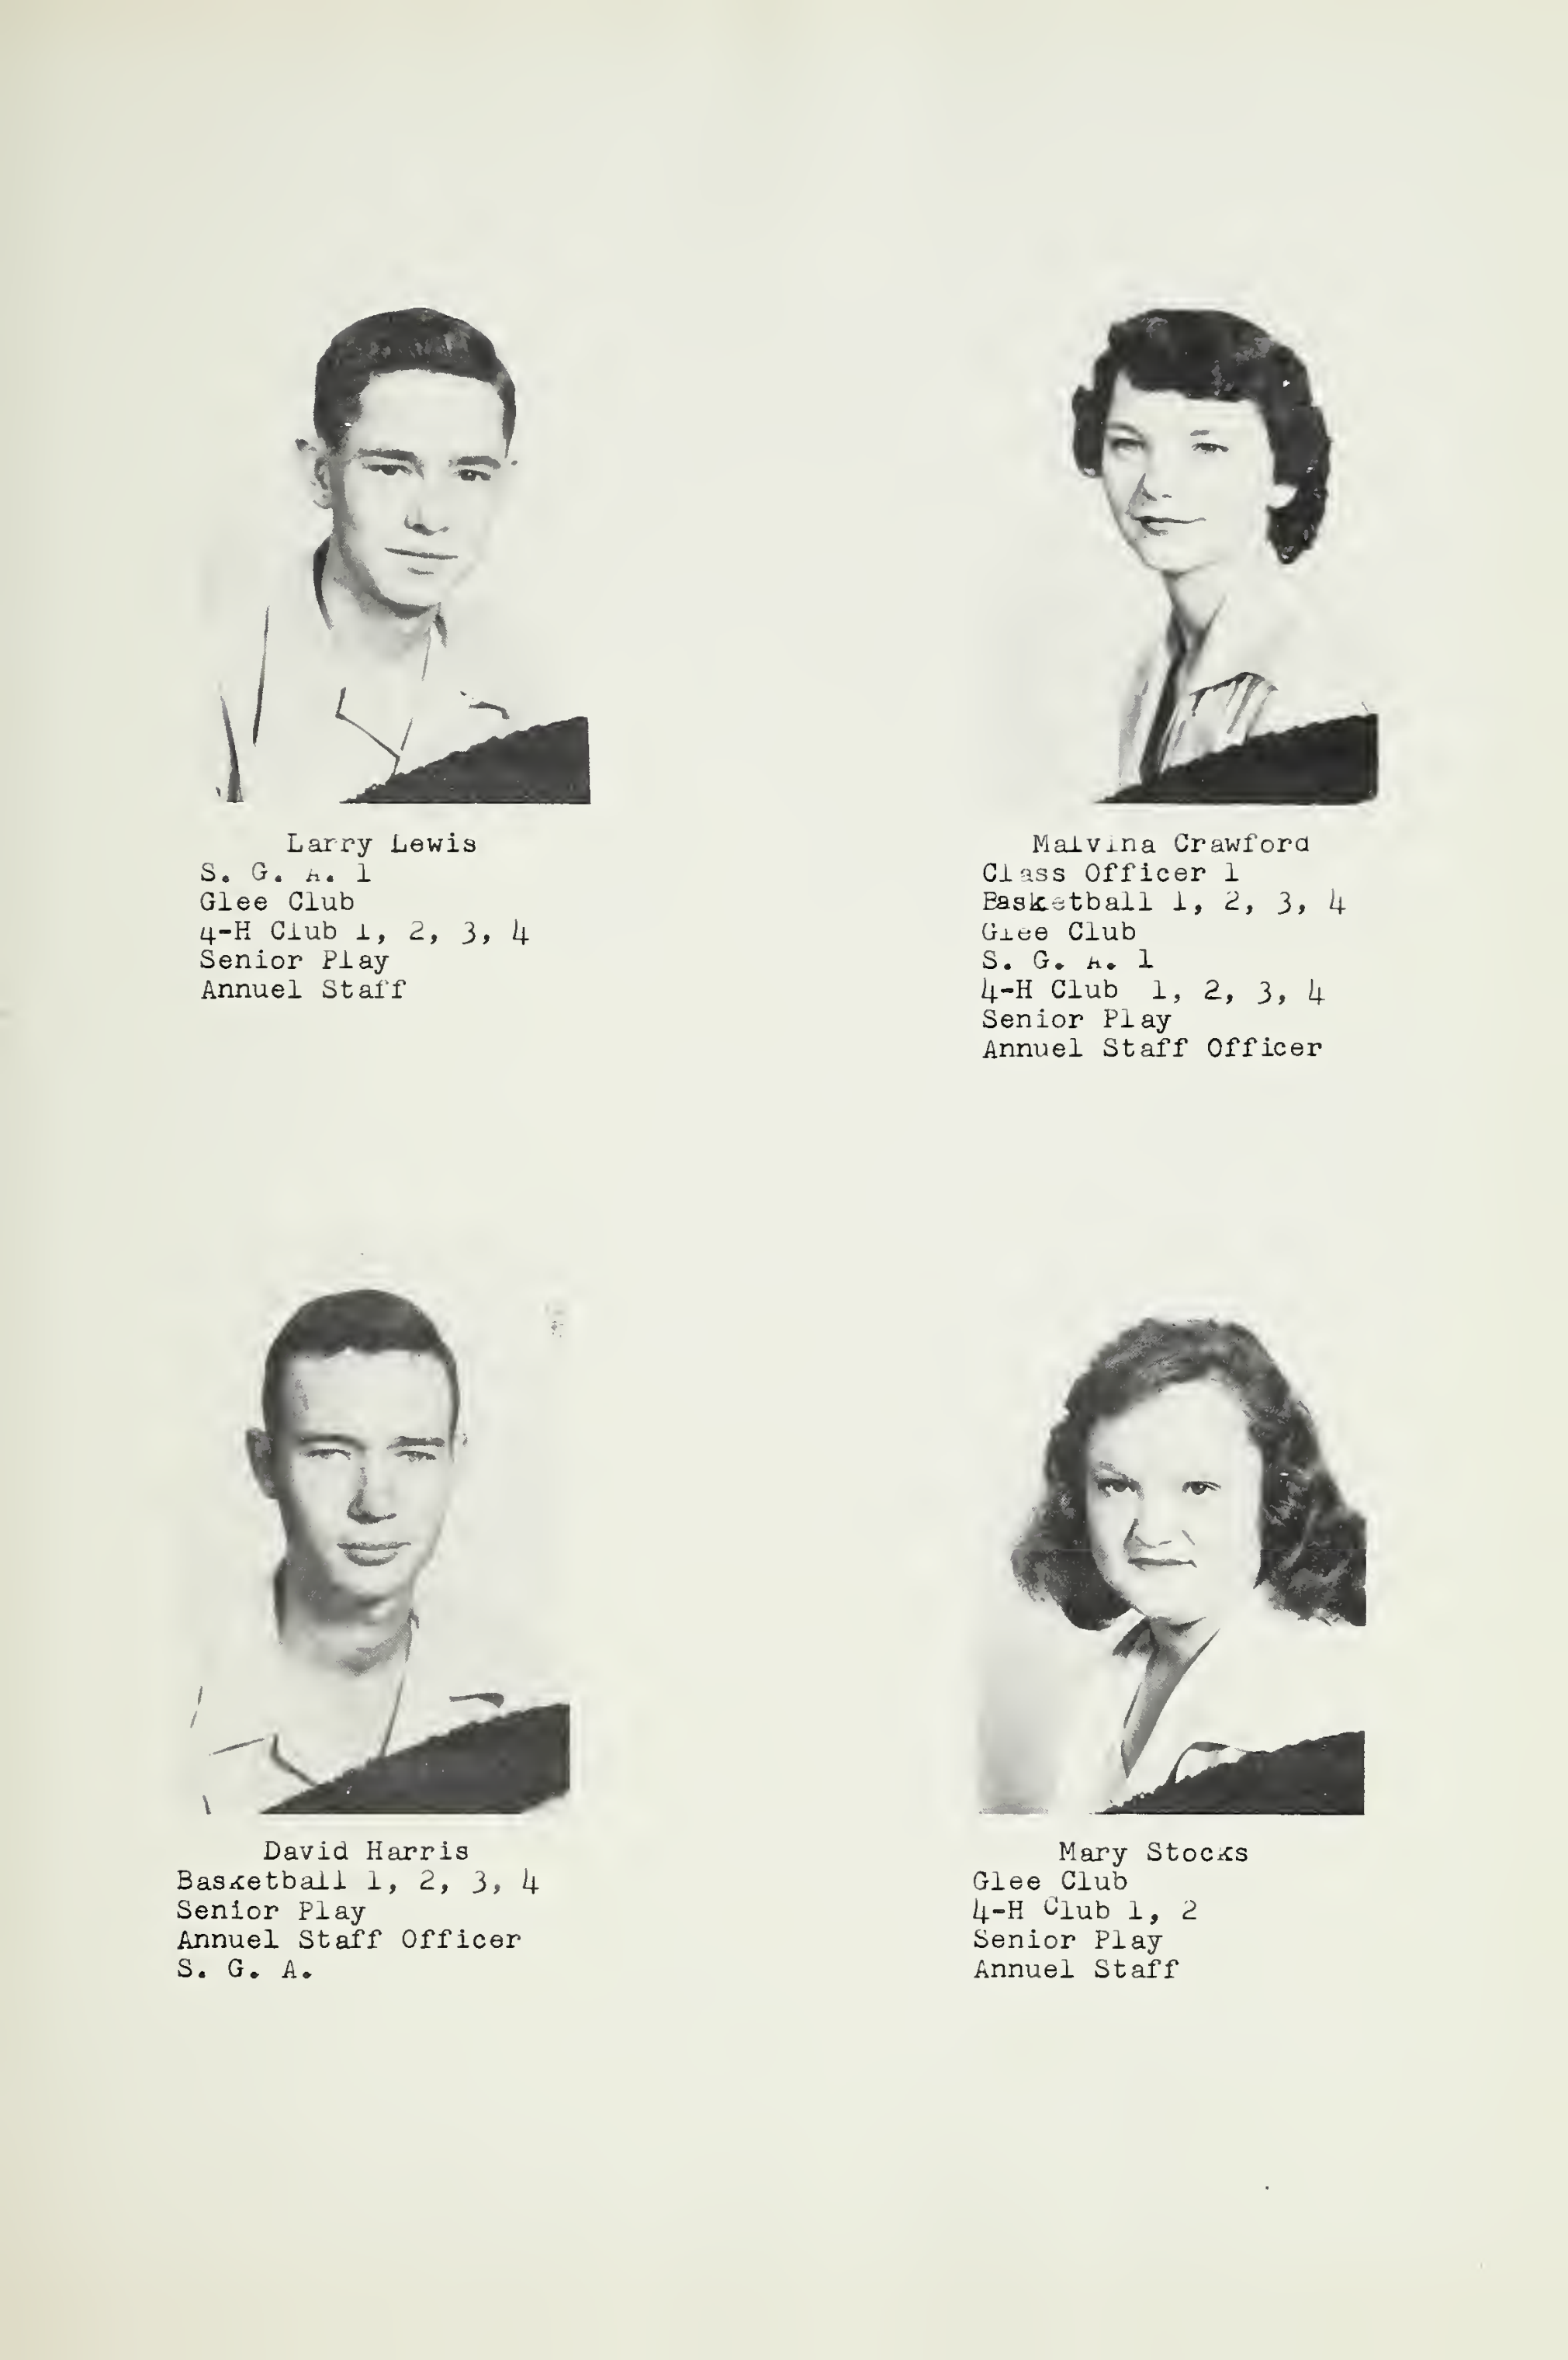 Larry Lewis
S. G. A. 1
Glee Club
4-H Club 1, 2, 3, 4
Senior Play
Annuel Staff
Malvina Crawford
Class Officer 1
Basketball 1, 2, 3, 4
Glee Club
S. G. A. 1
4-H Club 1, 2, 3, 4
Senior Play
Annuel Staff Officer
David Harris
Basketball 1, 2, 3, 4
Senior Play
Annuel Staff Officer
S. G. A.
Mary Stocks
Glee Club
4-H Club 1, 2
Senior Play
Annuel Staff